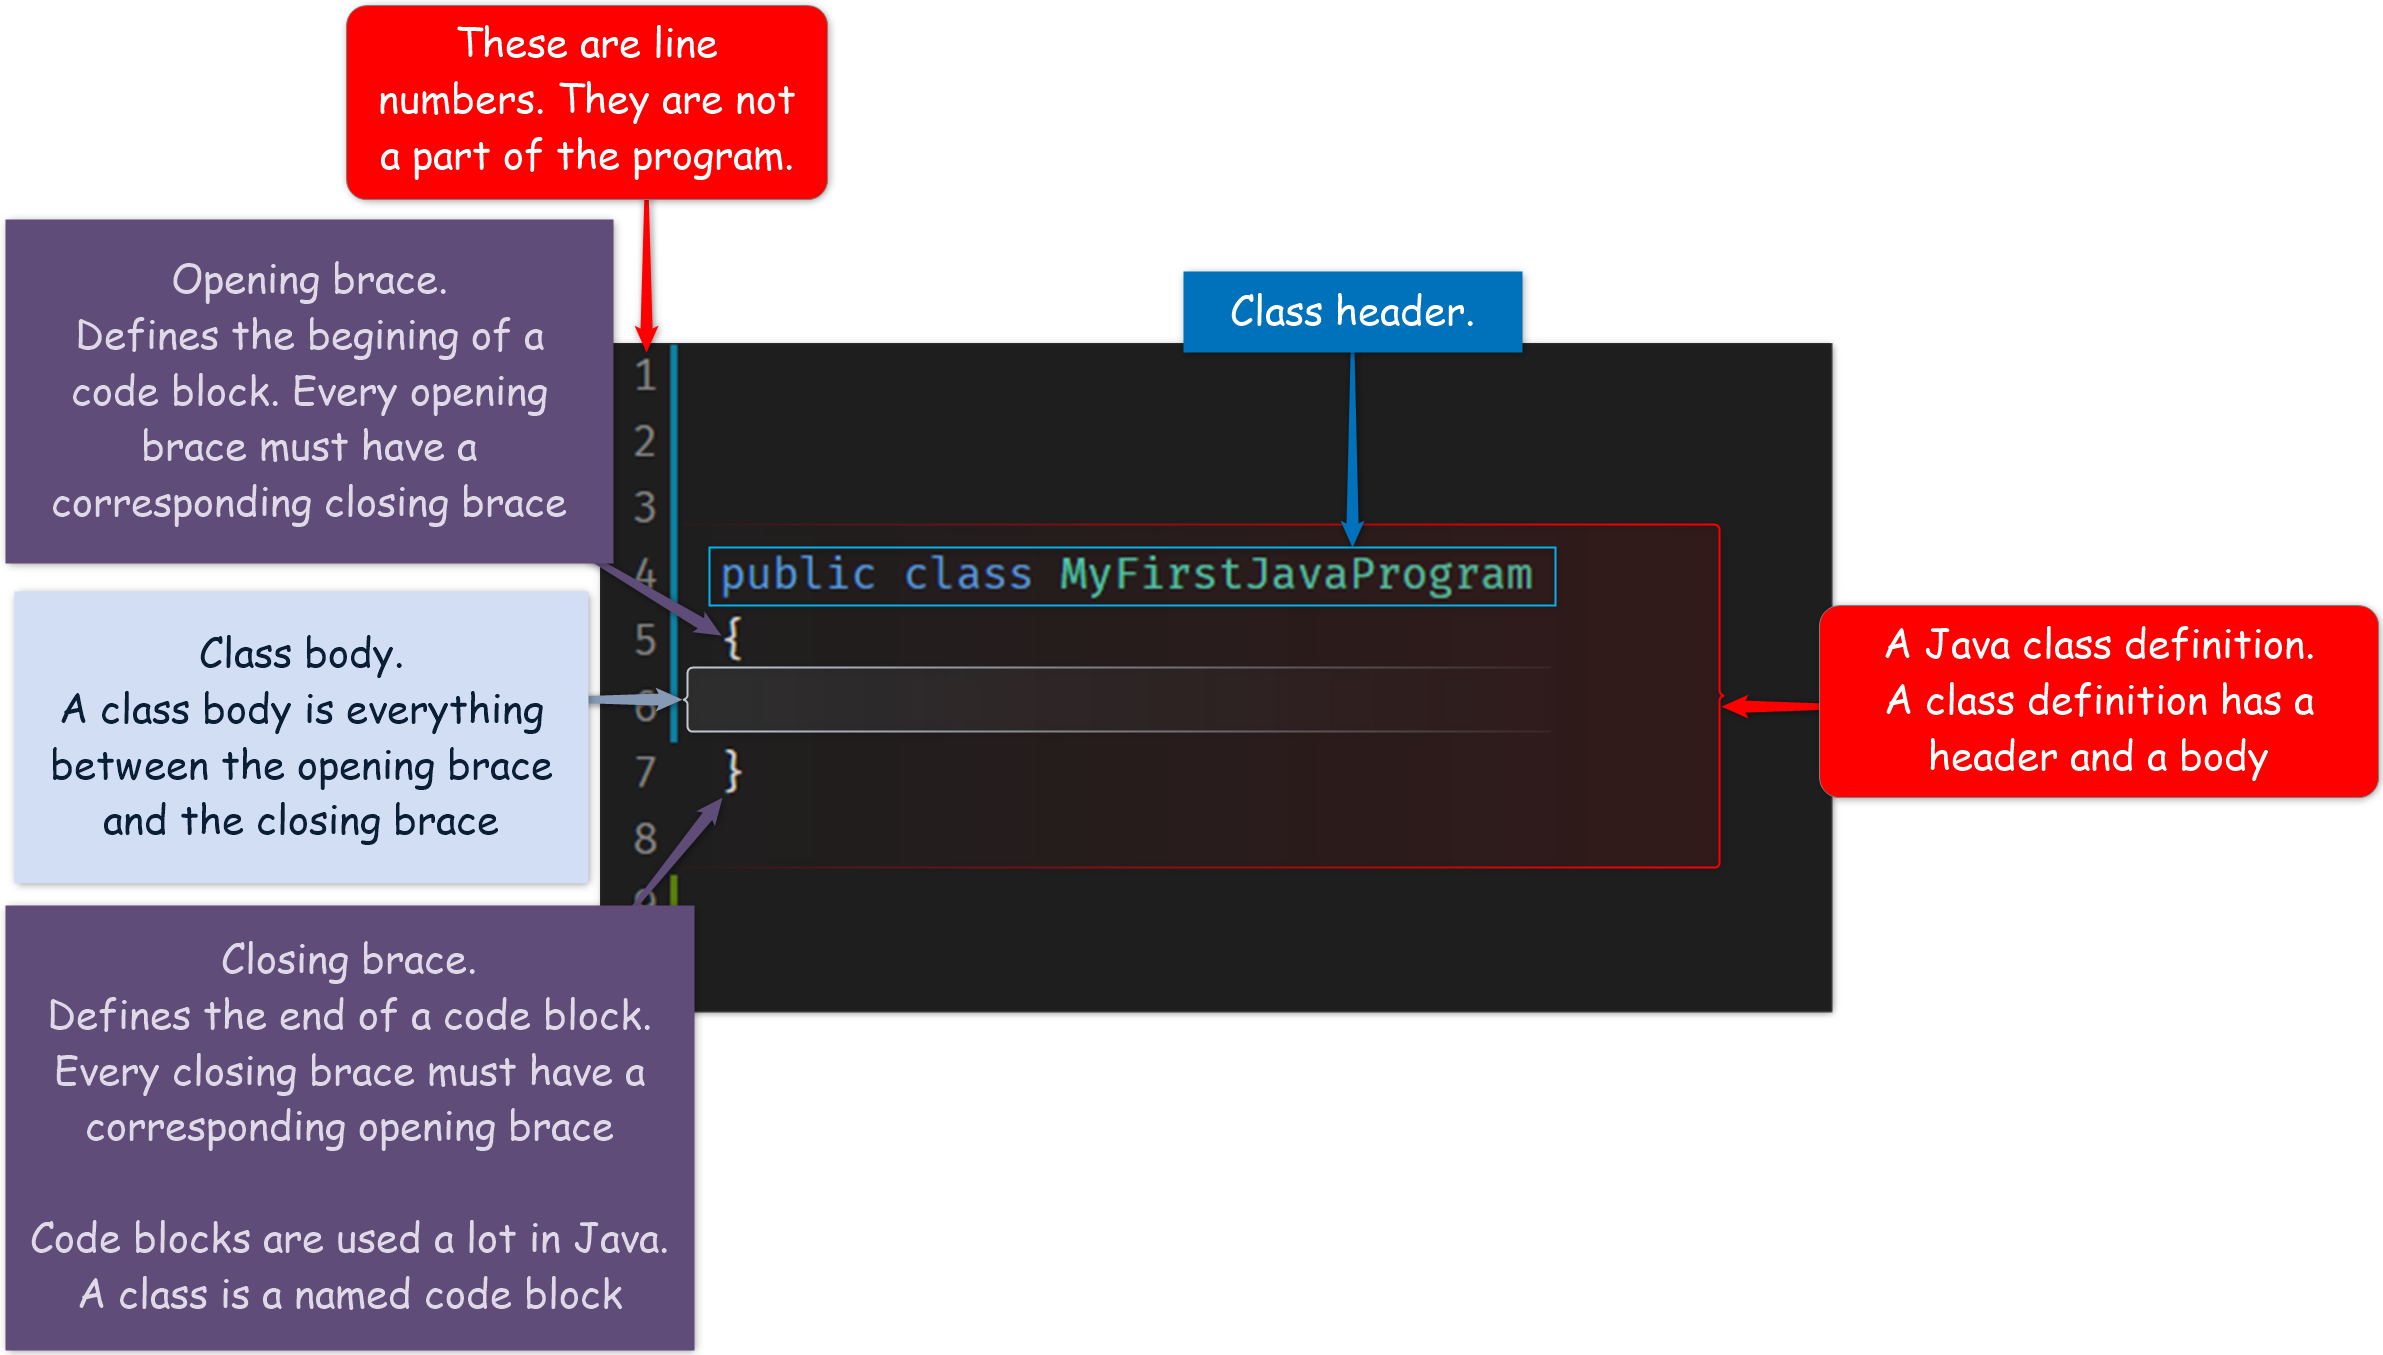 These are line
numbers. They are not
a part of the program.
Opening brace.
Defines the begining of a
code block. Every opening
brace must have a
corresponding closing brace
Class header.
1
2
3
4 public class MyFirstJavaProgram
5 {
6
7 }
8
9
Class body.
A class body is everything
between the opening brace
and the closing brace
A Java class definition.
A class definition has a
header and a body
Closing brace.
Defines the end of a code block.
Every closing brace must have a
corresponding opening brace
Code blocks are used a lot in Java.
A class is a named code block